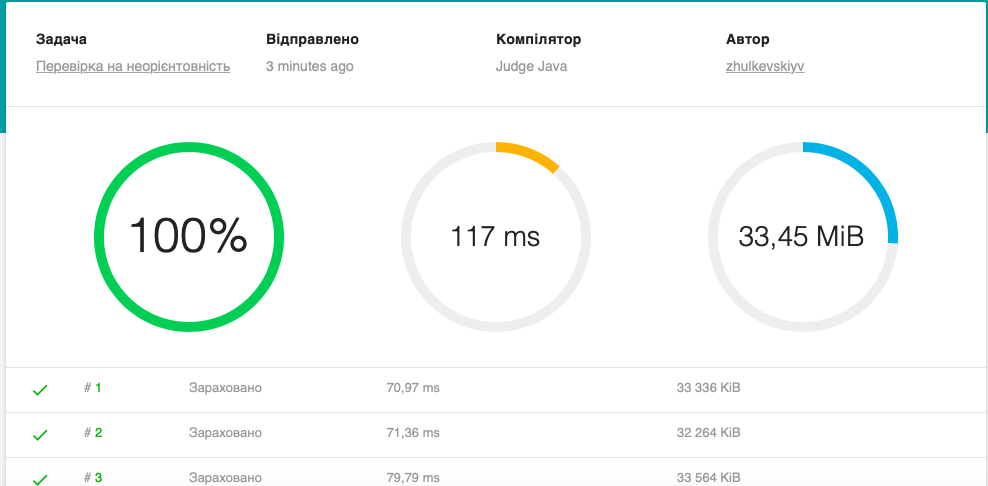 Задача Відправлено Компілятор Автор
Перевірка на неорієнтовність 3 minutes ago Judge Java zhulkevskiyv
100% 117 ms 33,45 MiB
# 1 Зараховано 70,97 ms 33 336 KiB
# 2 Зараховано 71,36 ms 32 264 KiB
# 3 Зараховано 79,79 ms 33 564 KiB